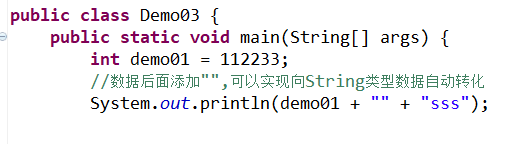 public class Demo03 {
public static void main(String[] args) {
int demo01 = 112233;
//数据后面添加"",可以实现向String类型数据自动转化
System.out.println(demo01 + "" + "sss");